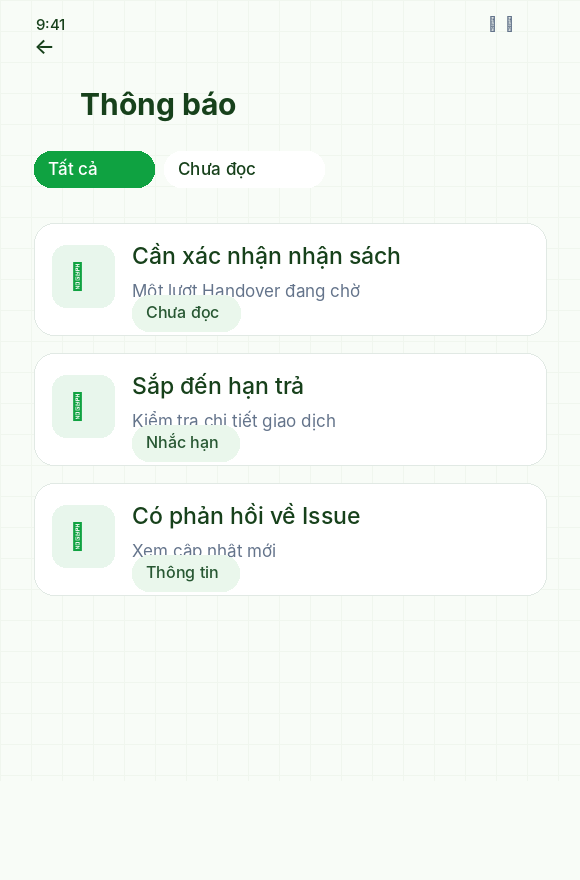 9:41
←
Thông báo
Tất cả
Chưa đọc
Cần xác nhận nhận sách
Một lượt Handover đang chờ
Chưa đọc
Sắp đến hạn trả
Kiểm tra chi tiết giao dịch
Nhắc hạn
Có phản hồi về Issue
Xem cập nhật mới
Thông tin